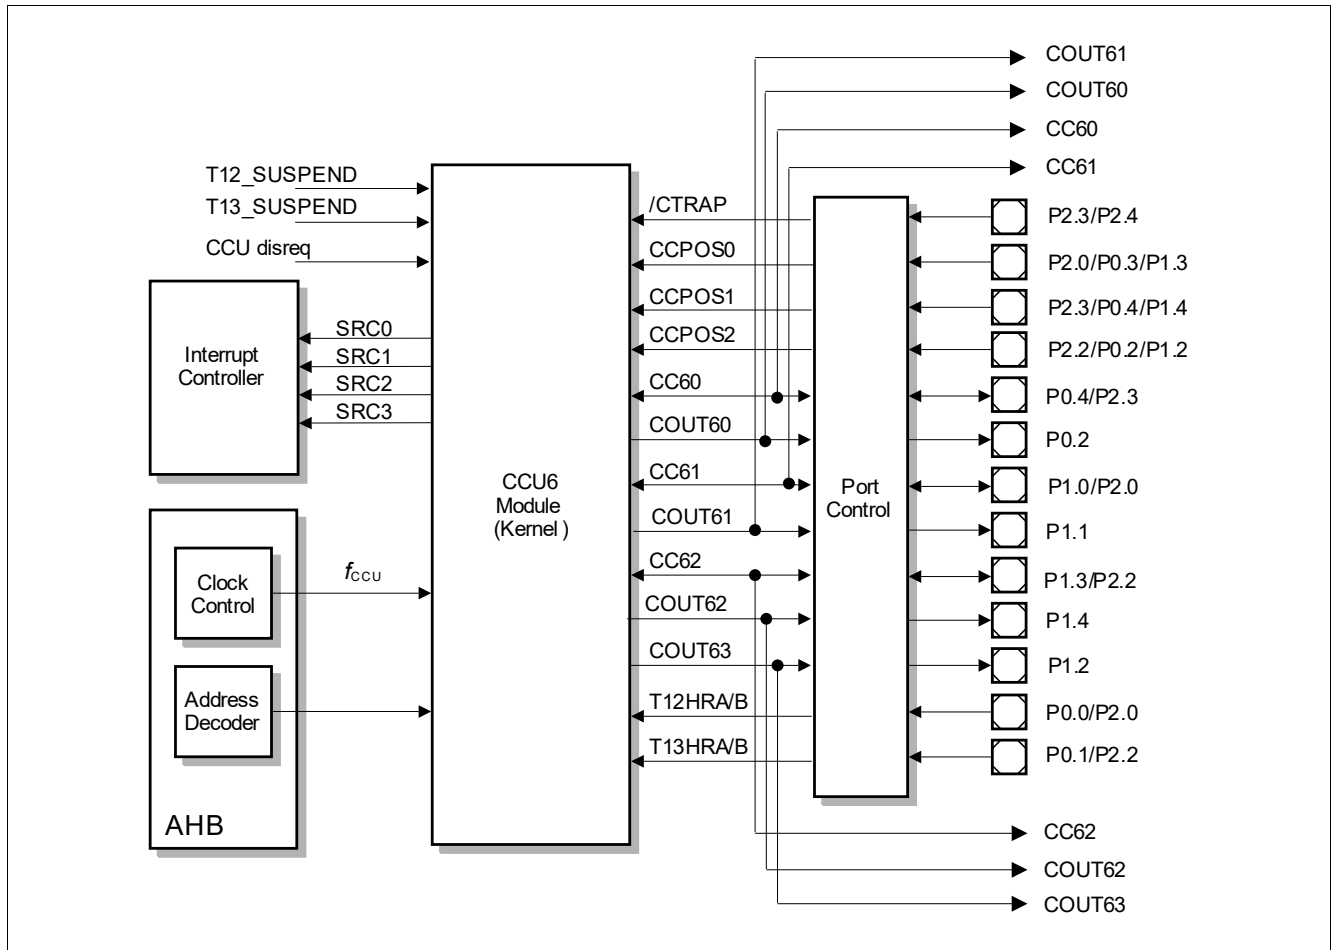 COUT61
COUT60
CC60
CC61
T12_SUSPEND
T13_SUSPEND
CCU disreq
/CTRAP
P2.3/P2.4
CCPOS0
P2.0/P0.3/P1.3
CCPOS1
P2.3/P0.4/P1.4
CCPOS2
P2.2/P0.2/P1.2
Interrupt
Controller
SRC0
SRC1
SRC2
SRC3
CC60
P0.4/P2.3
COUT60
P0.2
CC61
P1.0/P2.0
COUT61
P1.1
CC62
P1.3/P2.2
COUT62
P1.4
COUT63
P1.2
T12HRA/B
P0.0/P2.0
T13HRA/B
P0.1/P2.2
CCU6
Module
(Kernel )
Port
Control
Clock
Control
fCCU
Address
Decoder
AHB
CC62
COUT62
COUT63